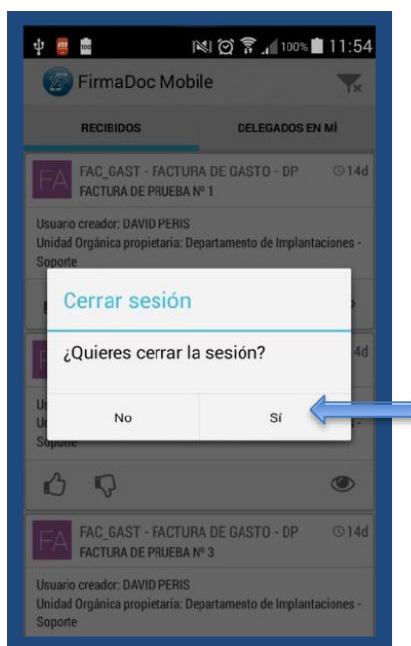 100% 11:54
FirmaDoc Mobile
RECIBIDOS DELEGADOS EN MÍ
FA FAC_GAST - FACTURA DE GASTO - DP 14d
FACTURA DE PRUEBA Nº 1
Usuario creador: DAVID PERIS
Unidad Orgánica propietaria: Departamento de Implantaciones -
Soporte
Cerrar sesión
¿Quieres cerrar la sesión?
4d
No Sí
Soporte
FA FAC_GAST - FACTURA DE GASTO - DP 14d
FACTURA DE PRUEBA Nº 3
Usuario creador: DAVID PERIS
Unidad Orgánica propietaria: Departamento de Implantaciones -
Soporte